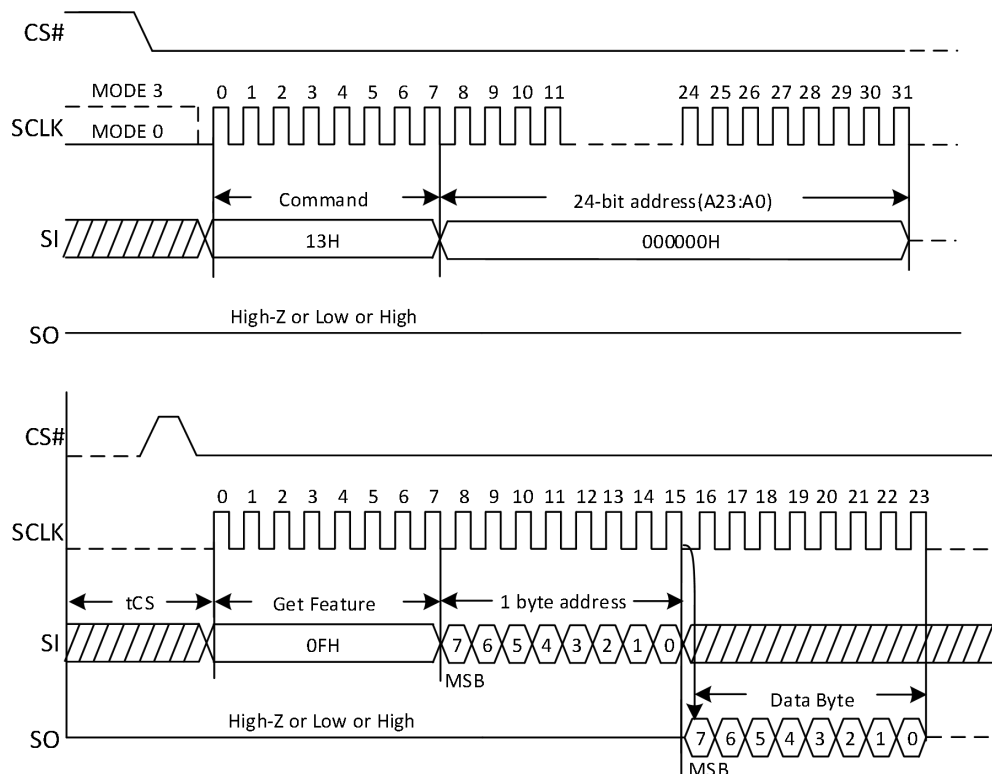 CS#
MODE 3
0 1 2 3 4 5 6 7 8 9 10 11 24 25 26 27 28 29 30 31
SCLK
MODE 0
Command 24-bit address(A23:A0)
SI 13H 000000H
High-Z or Low or High
SO
CS#
0 1 2 3 4 5 6 7 8 9 10 11 12 13 14 15 16 17 18 19 20 21 22 23
SCLK
tCS Get Feature 1 byte address
SI 0FH 7 6 5 4 3 2 1 0
MSB
Data Byte
High-Z or Low or High
SO 7 6 5 4 3 2 1 0
MSB